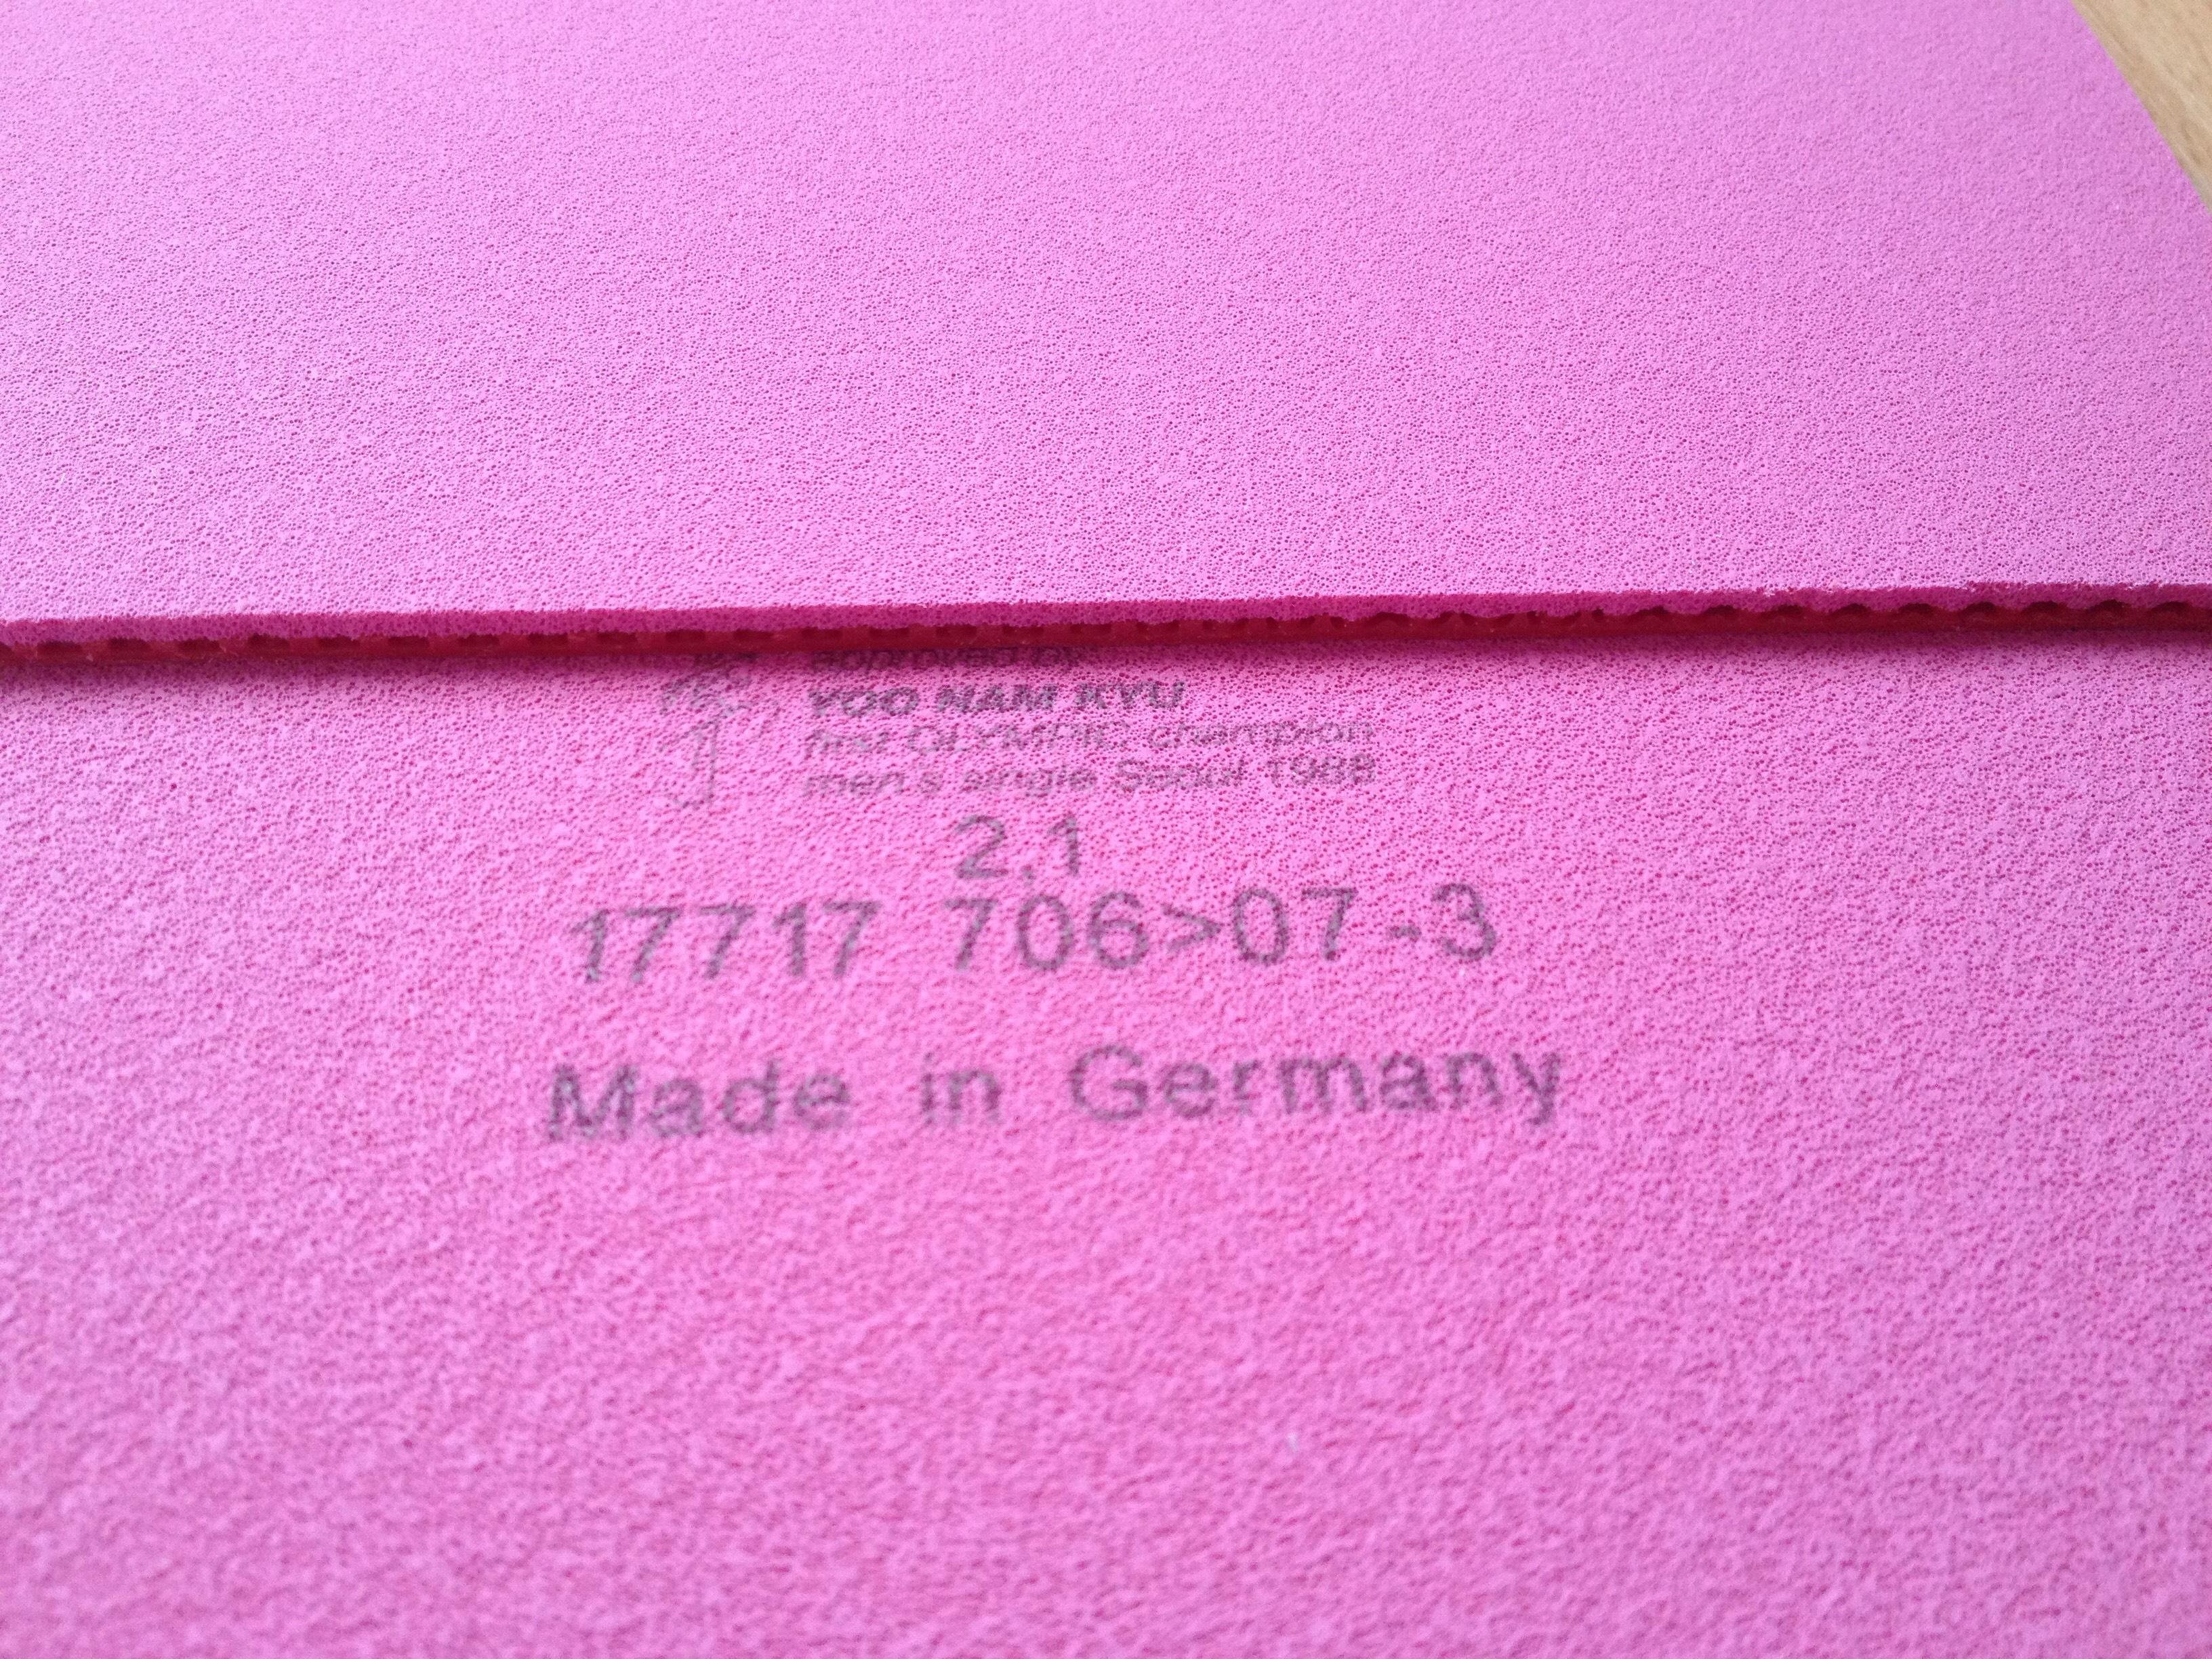 approved by
YOO NAM KYU
first OLYMPIC champion
men's single Seoul 1988
2.1
17717 706>07-3
Made in Germany